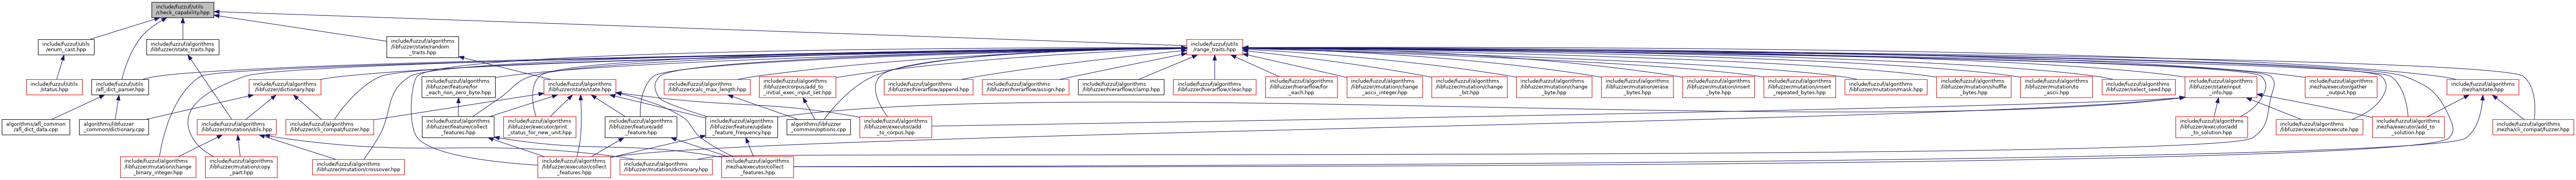 include/fuzzuf/utils
/check_capability.hpp
include/fuzzuf/utils
/enum_cast.hpp
include/fuzzuf/algorithms
/libfuzzer/state_traits.hpp
include/fuzzuf/algorithms
/libfuzzer/state/random
_traits.hpp
include/fuzzuf/utils
/range_traits.hpp
include/fuzzuf/utils
/status.hpp
include/fuzzuf/utils
/afl_dict_parser.hpp
include/fuzzuf/algorithms
/libfuzzer/dictionary.hpp
include/fuzzuf/algorithms
/libfuzzer/feature/for
_each_non_zero_byte.hpp
include/fuzzuf/algorithms
/libfuzzer/state/state.hpp
include/fuzzuf/algorithms
/libfuzzer/calc_max_length.hpp
include/fuzzuf/algorithms
/libfuzzer/corpus/add_to
_initial_exec_input_set.hpp
include/fuzzuf/algorithms
/hierarflow/append.hpp
include/fuzzuf/algorithms
/hierarflow/assign.hpp
include/fuzzuf/algorithms
/libfuzzer/hierarflow/clamp.hpp
include/fuzzuf/algorithms
/libfuzzer/hierarflow/clear.hpp
include/fuzzuf/algorithms
/libfuzzer/hierarflow/for
_each.hpp
include/fuzzuf/algorithms
/libfuzzer/mutation/change
_ascii_integer.hpp
include/fuzzuf/algorithms
/libfuzzer/mutation/change
_bit.hpp
include/fuzzuf/algorithms
/libfuzzer/mutation/change
_byte.hpp
include/fuzzuf/algorithms
/libfuzzer/mutation/erase
_bytes.hpp
include/fuzzuf/algorithms
/libfuzzer/mutation/insert
_byte.hpp
include/fuzzuf/algorithms
/libfuzzer/mutation/insert
_repeated_bytes.hpp
include/fuzzuf/algorithms
/libfuzzer/mutation/mask.hpp
include/fuzzuf/algorithms
/libfuzzer/mutation/shuffle
_bytes.hpp
include/fuzzuf/algorithms
/libfuzzer/mutation/to
_ascii.hpp
include/fuzzuf/algorithms
/libfuzzer/select_seed.hpp
include/fuzzuf/algorithms
/libfuzzer/state/input
_info.hpp
include/fuzzuf/algorithms
/nezha/executor/gather
_output.hpp
include/fuzzuf/algorithms
/nezha/state.hpp
algorithms/afl_common
/afl_dict_data.cpp
algorithms/libfuzzer
_common/dictionary.cpp
include/fuzzuf/algorithms
/libfuzzer/mutation/utils.hpp
include/fuzzuf/algorithms
/libfuzzer/cli_compat/fuzzer.hpp
include/fuzzuf/algorithms
/libfuzzer/feature/collect
_features.hpp
include/fuzzuf/algorithms
/libfuzzer/executor/print
_status_for_new_unit.hpp
include/fuzzuf/algorithms
/libfuzzer/feature/add
_feature.hpp
include/fuzzuf/algorithms
/libfuzzer/feature/update
_feature_frequency.hpp
algorithms/libfuzzer
_common/options.cpp
include/fuzzuf/algorithms
/libfuzzer/executor/add
_to_corpus.hpp
include/fuzzuf/algorithms
/libfuzzer/executor/add
_to_solution.hpp
include/fuzzuf/algorithms
/libfuzzer/executor/execute.hpp
include/fuzzuf/algorithms
/nezha/executor/add_to
_solution.hpp
include/fuzzuf/algorithms
/nezha/cli_compat/fuzzer.hpp
include/fuzzuf/algorithms
/libfuzzer/mutation/change
_binary_integer.hpp
include/fuzzuf/algorithms
/libfuzzer/mutation/copy
_part.hpp
include/fuzzuf/algorithms
/libfuzzer/mutation/crossover.hpp
include/fuzzuf/algorithms
/libfuzzer/executor/collect
_features.hpp
include/fuzzuf/algorithms
/libfuzzer/mutation/dictionary.hpp
include/fuzzuf/algorithms
/nezha/executor/collect
_features.hpp